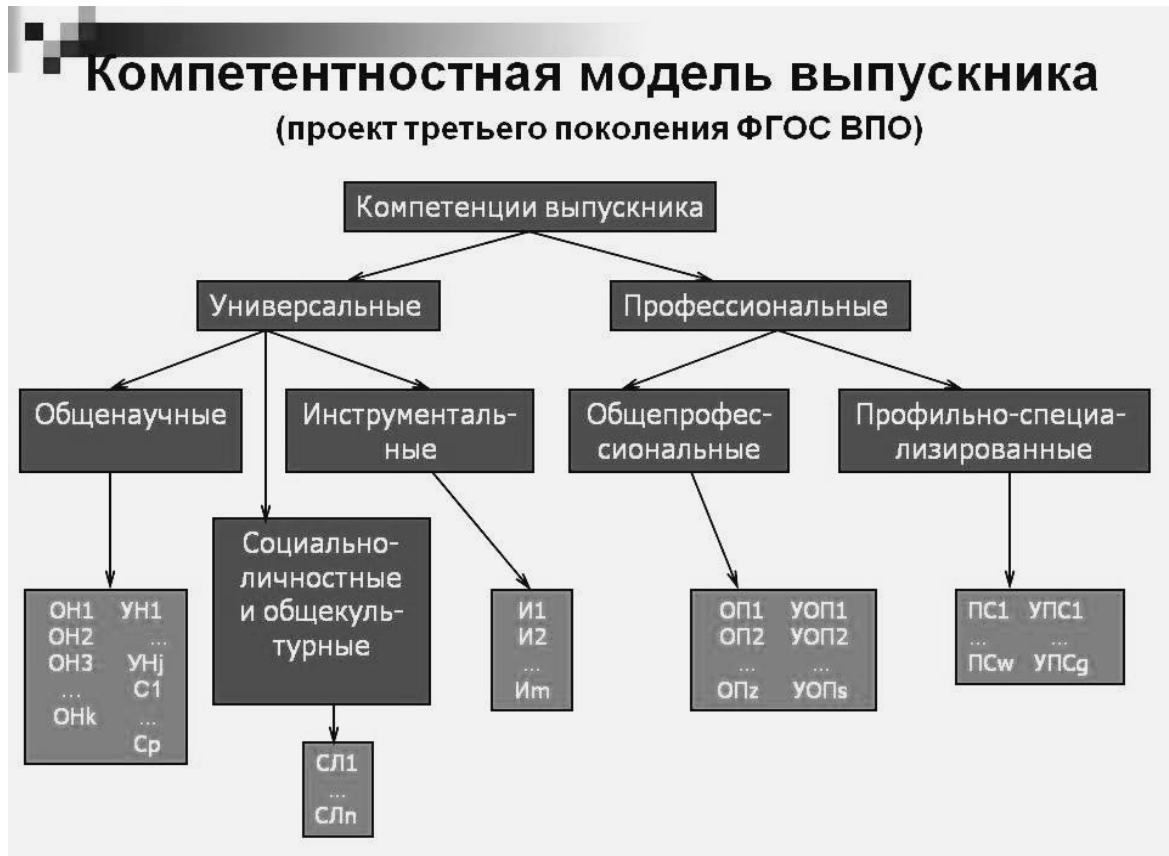 Компетентностная модель выпускника
(проект третьего поколения ФГОС ВПО)
Компетенции выпускника
Универсальные
Профессиональные
Общенаучные
Инструменталь-
ные
Общепрофес-
сиональные
Профильно-специа-
лизированные
Социально-
личностные
и общекуль-
турные
ОН1 УН1
ОН2 ...
ОН3 УНj
... С1
ОНk ...
Ср
СЛ1
...
СЛn
И1
И2
...
Иm
ОП1 УОП1
ОП2 УОП2
... ...
ОПz УОПs
ПС1 УПС1
... ...
ПСw УПСg